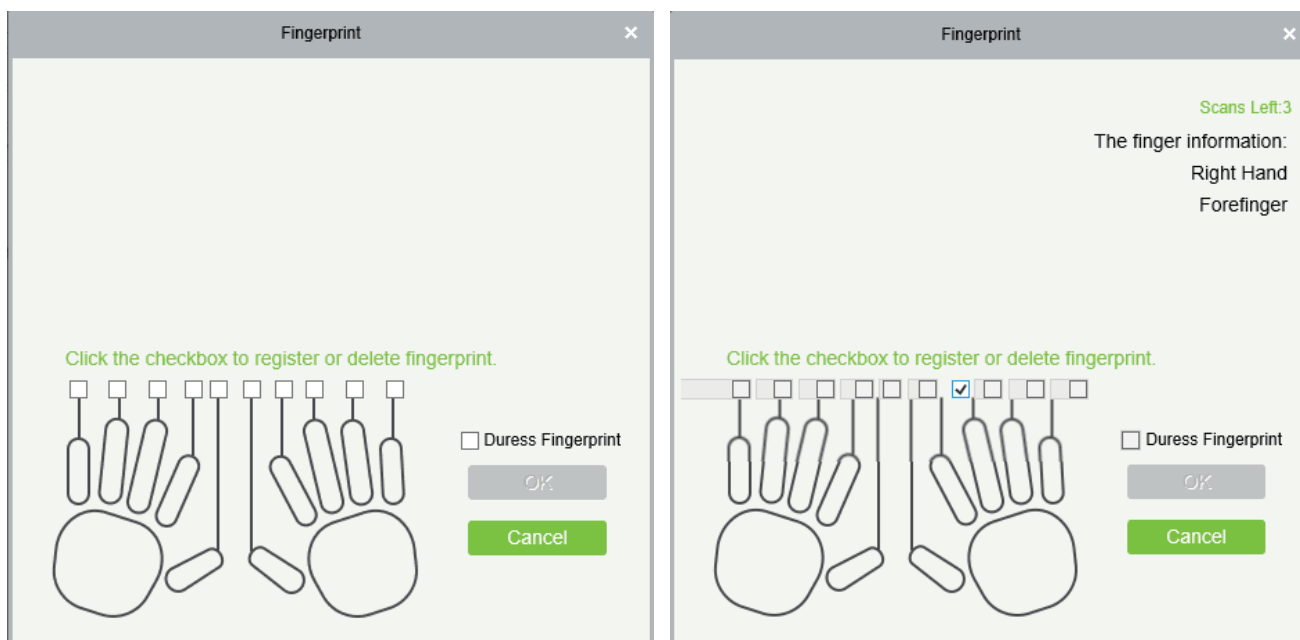 Fingerprint
Click the checkbox to register or delete fingerprint.
Duress Fingerprint
OK
Cancel
Fingerprint
Scans Left:3
The finger information:
Right Hand
Forefinger
Click the checkbox to register or delete fingerprint.
Duress Fingerprint
OK
Cancel